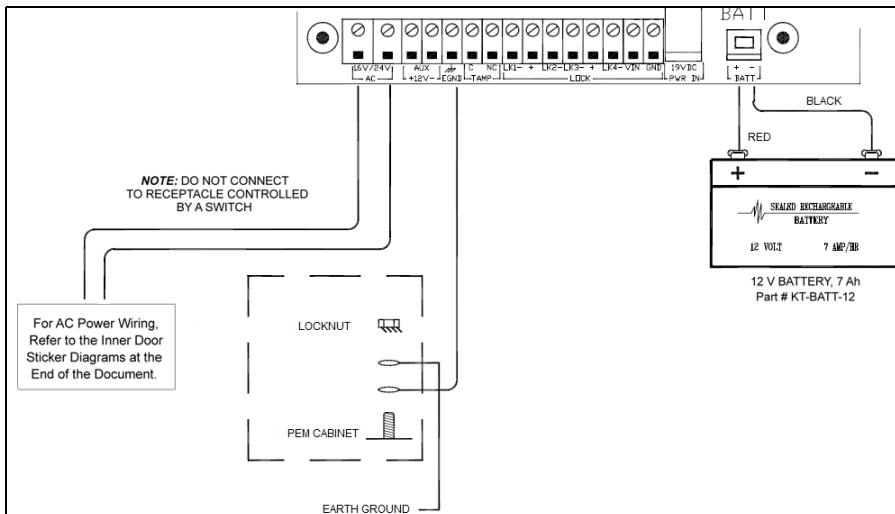 BATT
16V/24V AUX C NC LK1- + LK2- LK3- + LK4- VIN GND 19VDC + -
AC +12V- EGND TAMP LOCK PWR IN BATT
BLACK
RED
NOTE: DO NOT CONNECT
TO RECEPTACLE CONTROLLED
BY A SWITCH
+ -
SEALED RECHARGEABLE
BATTERY
12 VOLT 7 AMP/HR
12 V BATTERY, 7 Ah
Part # KT-BATT-12
For AC Power Wiring,
Refer to the Inner Door
Sticker Diagrams at the
End of the Document.
LOCKNUT
PEM CABINET
EARTH GROUND